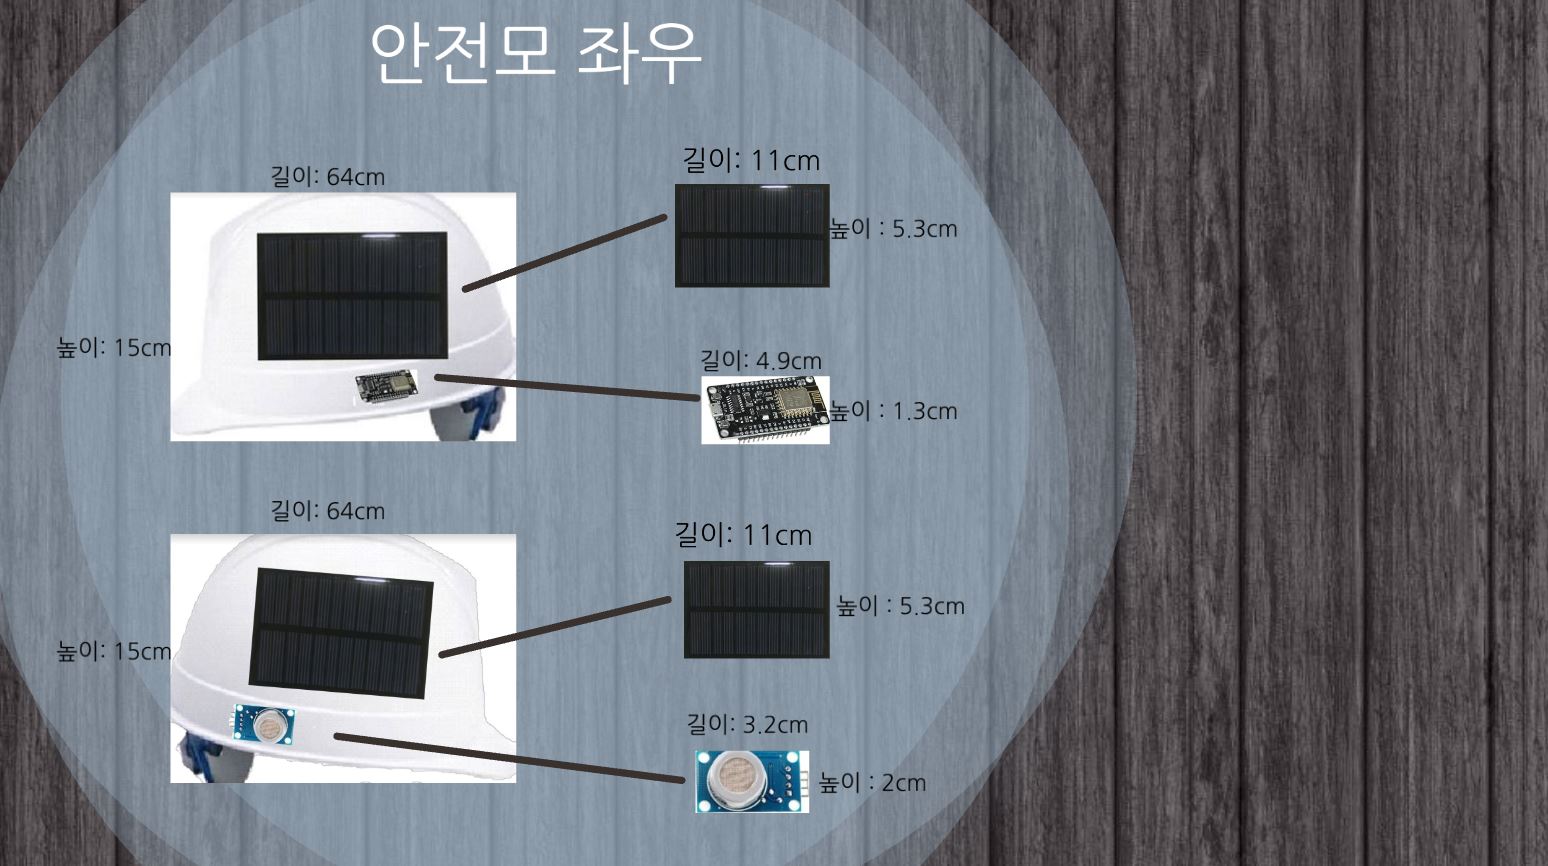 안전모 좌우
길이: 64cm
길이: 11cm
높이 : 5.3cm
높이: 15cm
길이: 4.9cm
높이 : 1.3cm
길이: 64cm
길이: 11cm
높이 : 5.3cm
높이: 15cm
길이: 3.2cm
높이 : 2cm